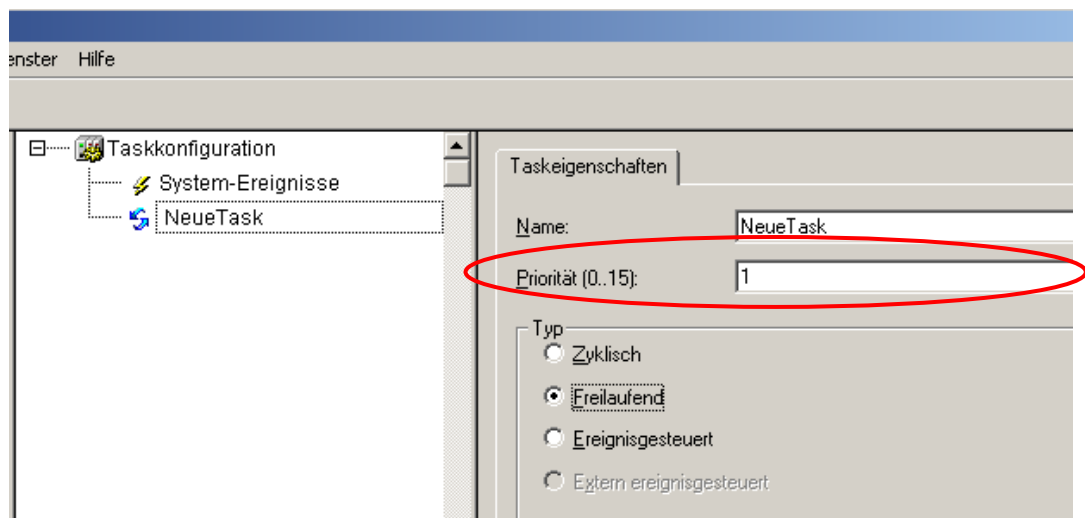 enster Hilfe
Taskkonfiguration
System-Ereignisse
NeueTask
Taskeigenschaften
Name: NeueTask
Priorität (0..15): 1
Typ
Zyklisch
Freilaufend
Ereignisgesteuert
Extern ereignisgesteuert